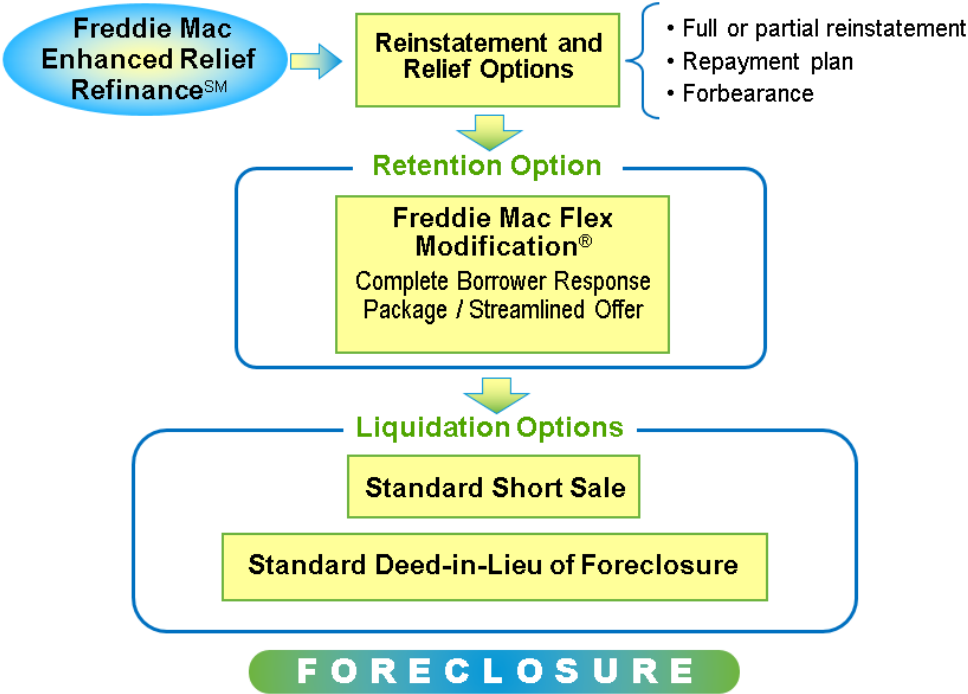 Freddie Mac
Enhanced Relief
Refinance℠
Reinstatement and
Relief Options
• Full or partial reinstatement
• Repayment plan
• Forbearance
Retention Option
Freddie Mac Flex
Modification®
Complete Borrower Response
Package / Streamlined Offer
Liquidation Options
Standard Short Sale
Standard Deed-in-Lieu of Foreclosure
FORECLOSURE